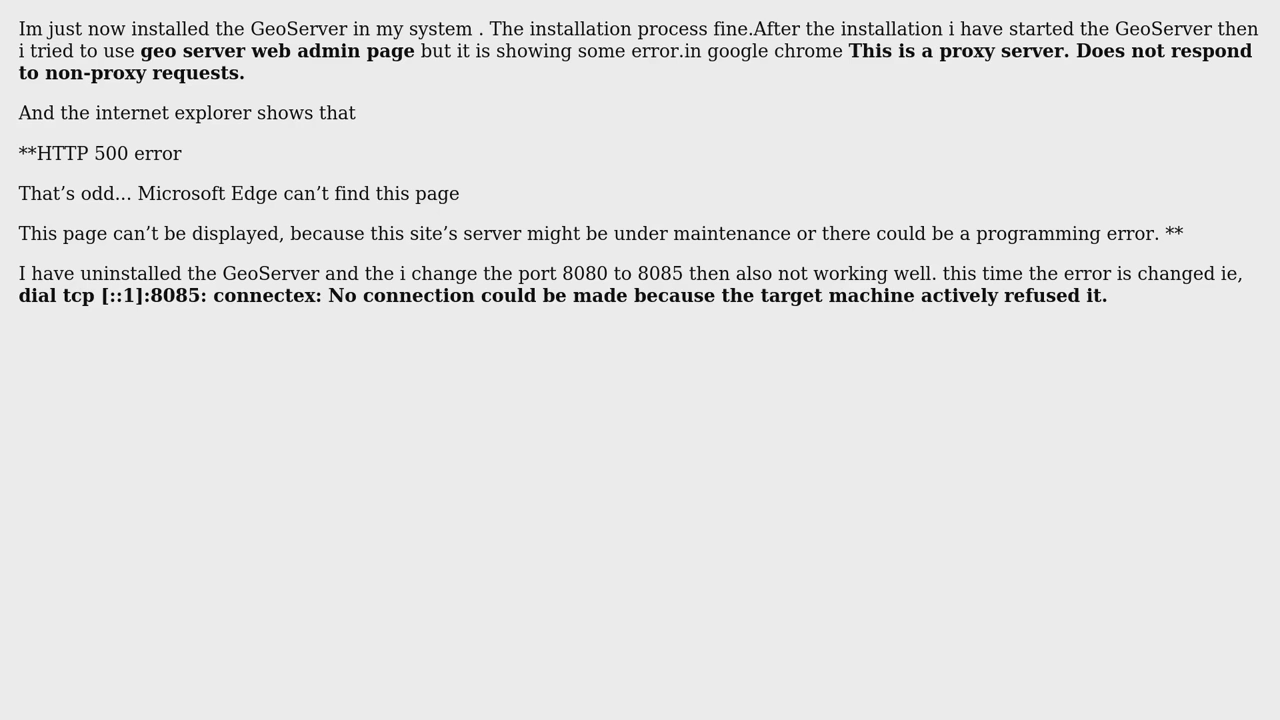 Im just now installed the GeoServer in my system . The installation process fine.After the installation i have started the GeoServer then
i tried to use geo server web admin page but it is showing some error.in google chrome This is a proxy server. Does not respond
to non-proxy requests.
And the internet explorer shows that
**HTTP 500 error
That’s odd... Microsoft Edge can’t find this page
This page can’t be displayed, because this site’s server might be under maintenance or there could be a programming error. **
I have uninstalled the GeoServer and the i change the port 8080 to 8085 then also not working well. this time the error is changed ie,
dial tcp [::1]:8085: connectex: No connection could be made because the target machine actively refused it.